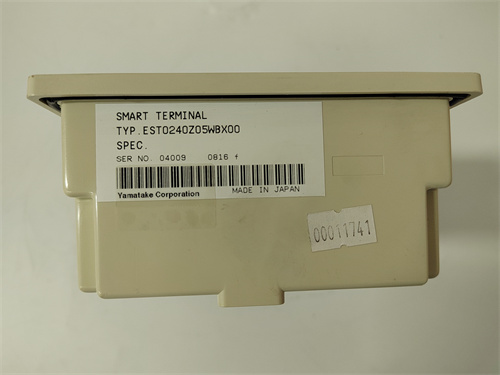 SMART TERMINAL
TYP.EST0240Z05WBX00
SPEC.
SER NO. 04009 0816 f
Yamatake Corporation MADE IN JAPAN
00011741